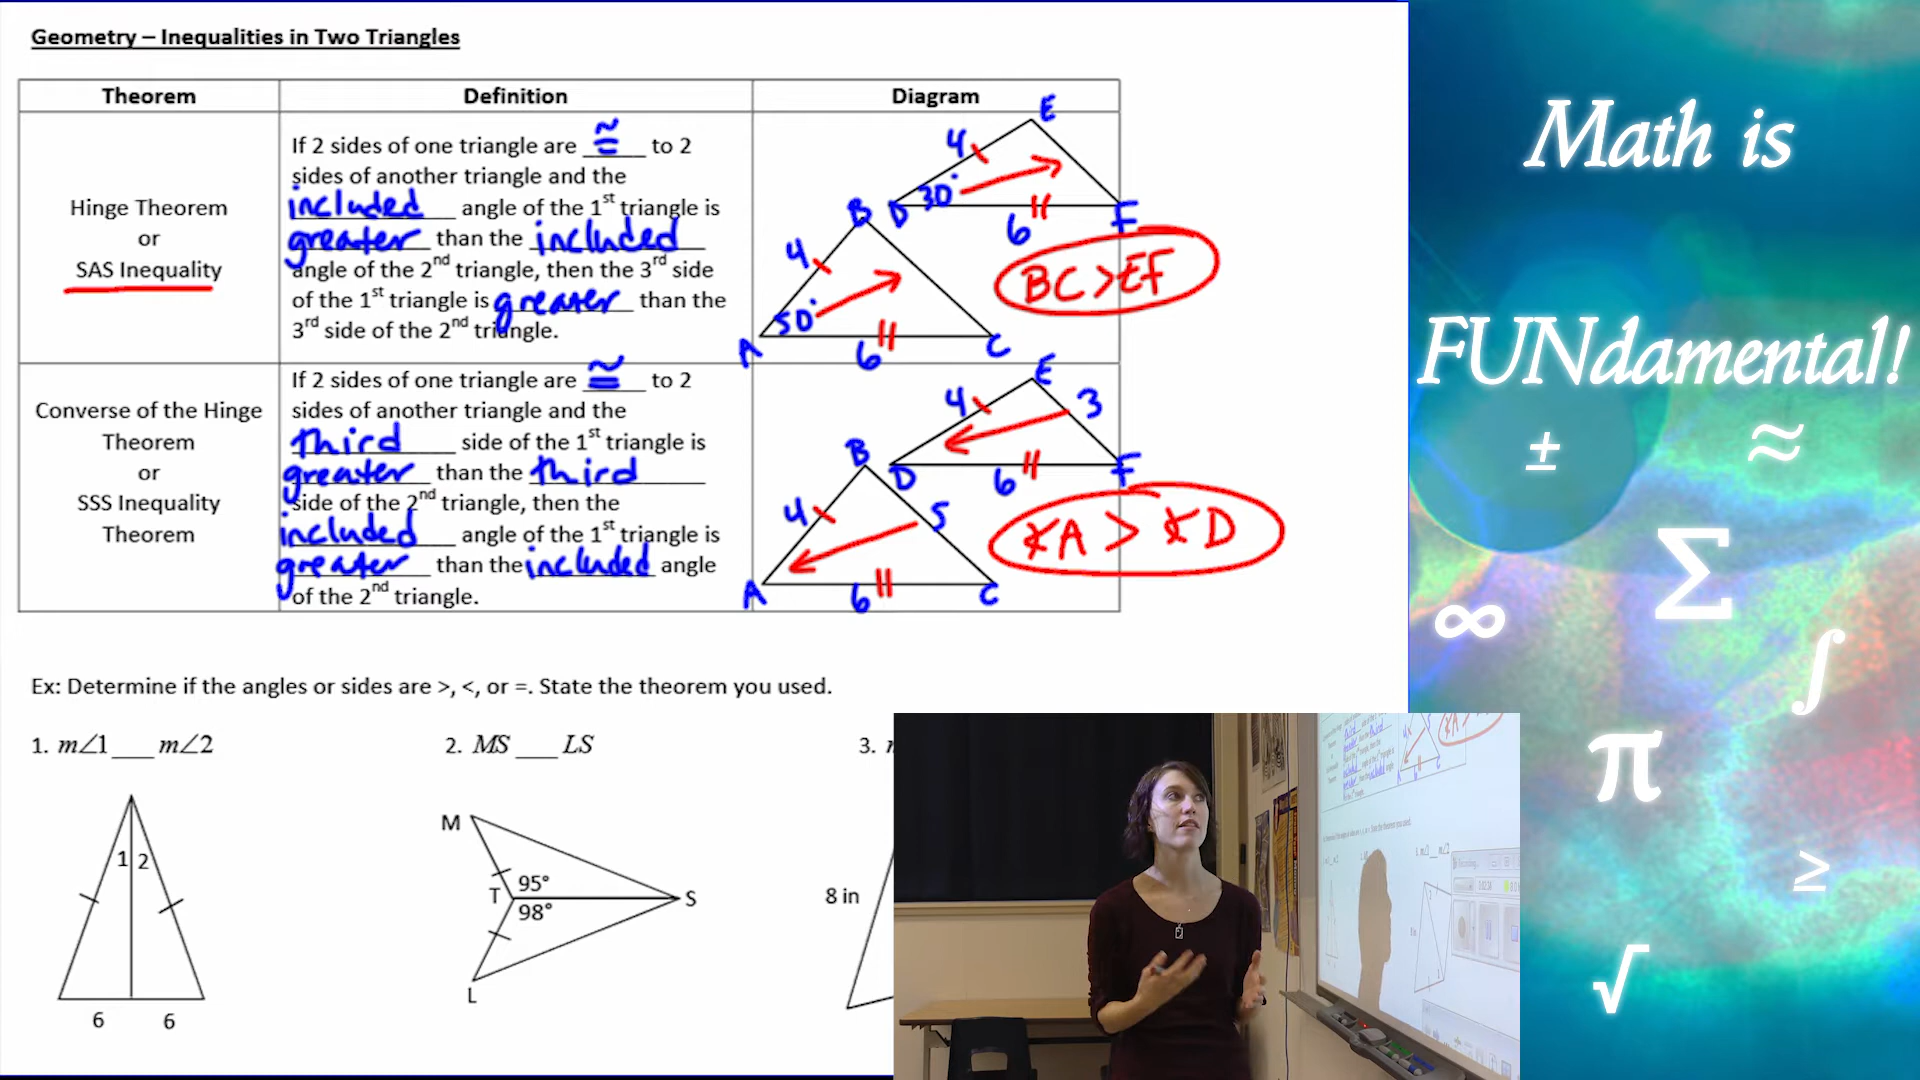 Geometry – Inequalities in Two Triangles
Theorem
Definition
Diagram
Hinge Theorem
or
SAS Inequality
If 2 sides of one triangle are ≅ to 2
sides of another triangle and the
included angle of the 1st triangle is
greater than the included
angle of the 2nd triangle, then the 3rd side
of the 1st triangle is greater than the
3rd side of the 2nd triangle.
E
4
30°
D
6
F
B
4
50°
A
6
C
BC>EF
Converse of the Hinge
Theorem
or
SSS Inequality
Theorem
If 2 sides of one triangle are ≅ to 2
sides of another triangle and the
third side of the 1st triangle is
greater than the third
side of the 2nd triangle, then the
included angle of the 1st triangle is
greater than the included angle
of the 2nd triangle.
E
4
3
D
6
F
B
4
5
A
6
C
∡A > ∡D
Ex: Determine if the angles or sides are >, <, or =. State the theorem you used.
1. m∠1 ___ m∠2
1 2
6 6
2. MS ___ LS
M
T 95° S
98°
L
3.
8 in
Math is
FUNdamental!
± ≈
Σ
∞ ∫
π
≥
√